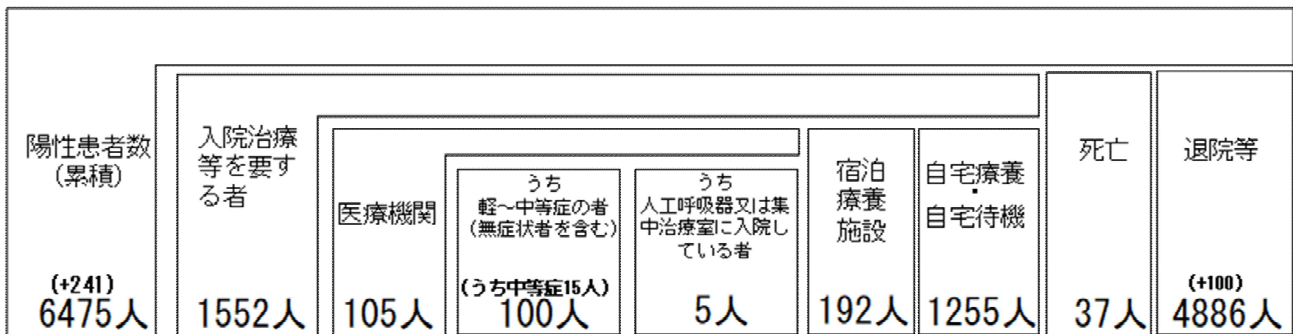 陽性患者数
(累積)
(+241)
6475人
入院治療
等を要す
る者
1552人
医療機関
105人
うち
軽~中等症の者
(無症状者を含む)
(うち中等症15人)
100人
うち
人工呼吸器又は集
中治療室に入院し
ている者
5人
宿泊
療養
施設
192人
自宅療養
・
自宅待機
1255人
死亡
37人
退院等
(+100)
4886人